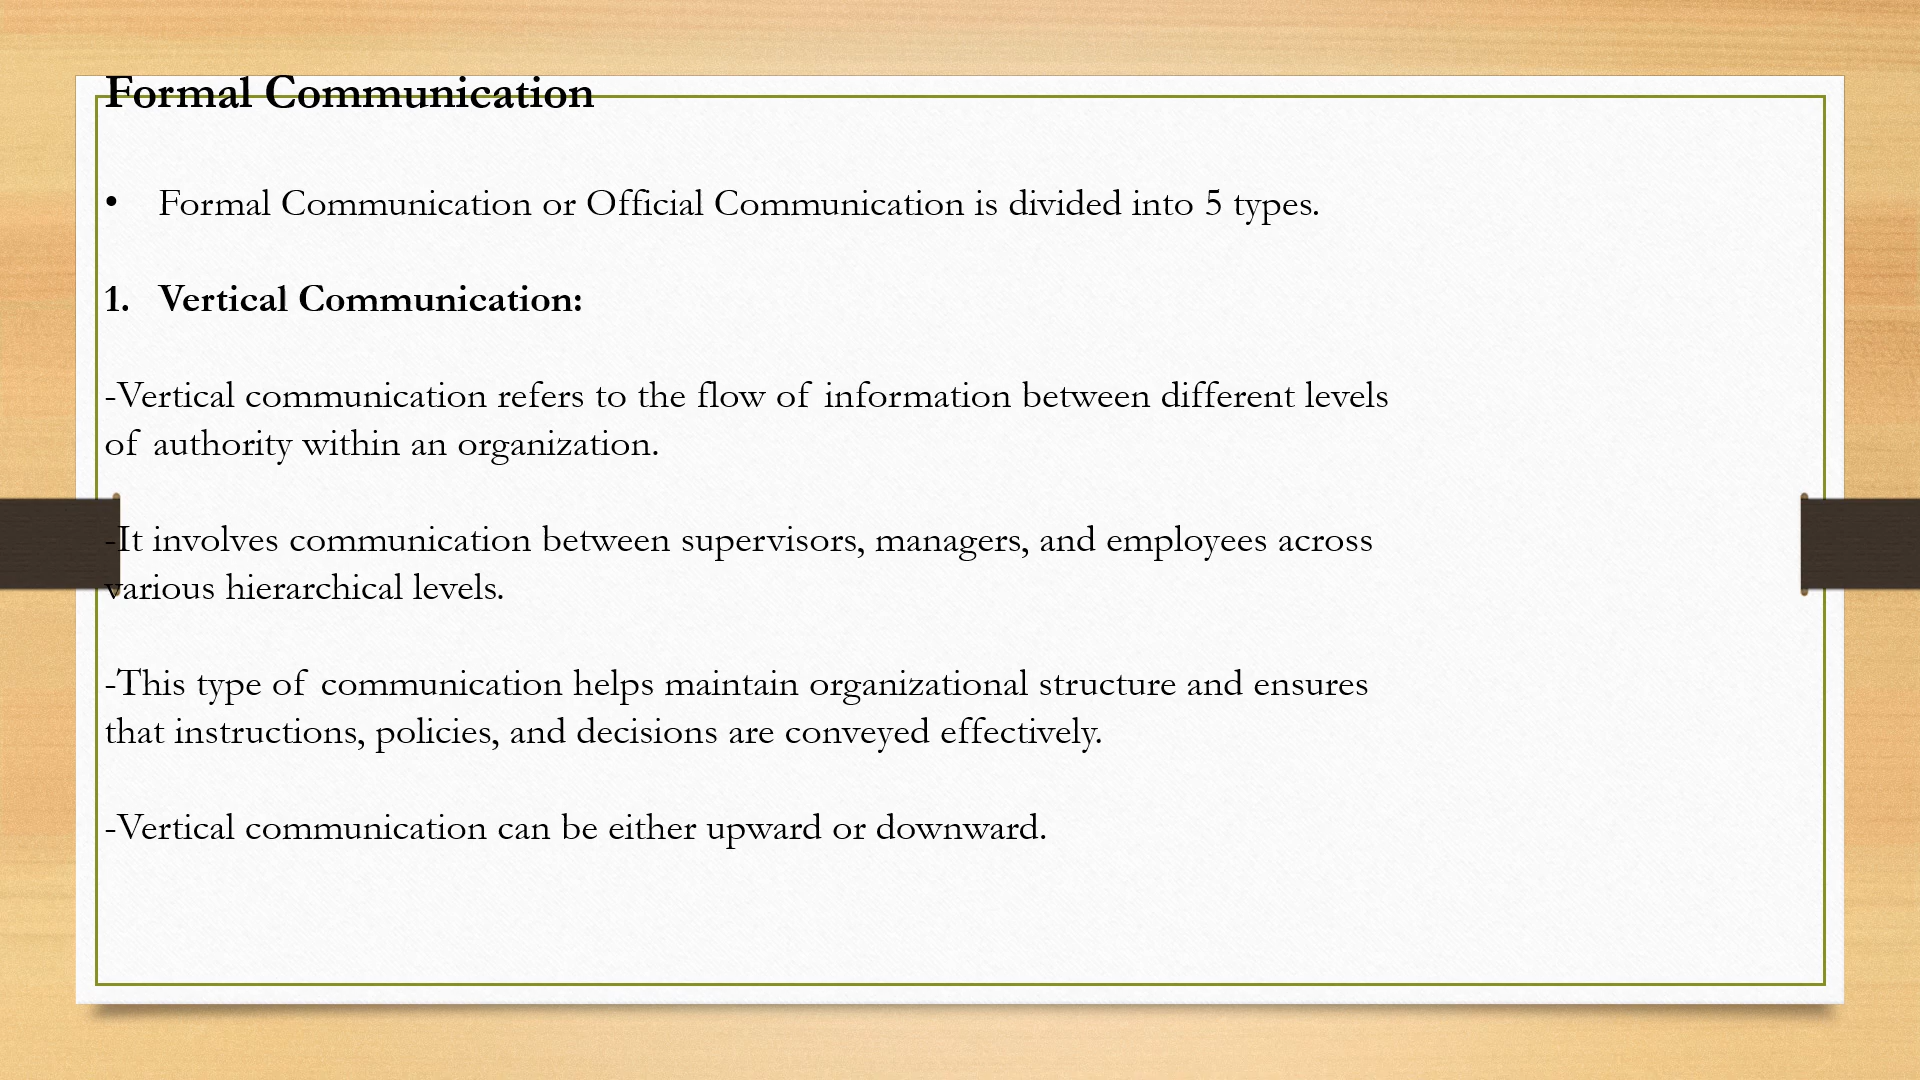 Formal Communication
• Formal Communication or Official Communication is divided into 5 types.
1. Vertical Communication:
-Vertical communication refers to the flow of information between different levels
of authority within an organization.
-It involves communication between supervisors, managers, and employees across
various hierarchical levels.
-This type of communication helps maintain organizational structure and ensures
that instructions, policies, and decisions are conveyed effectively.
-Vertical communication can be either upward or downward.